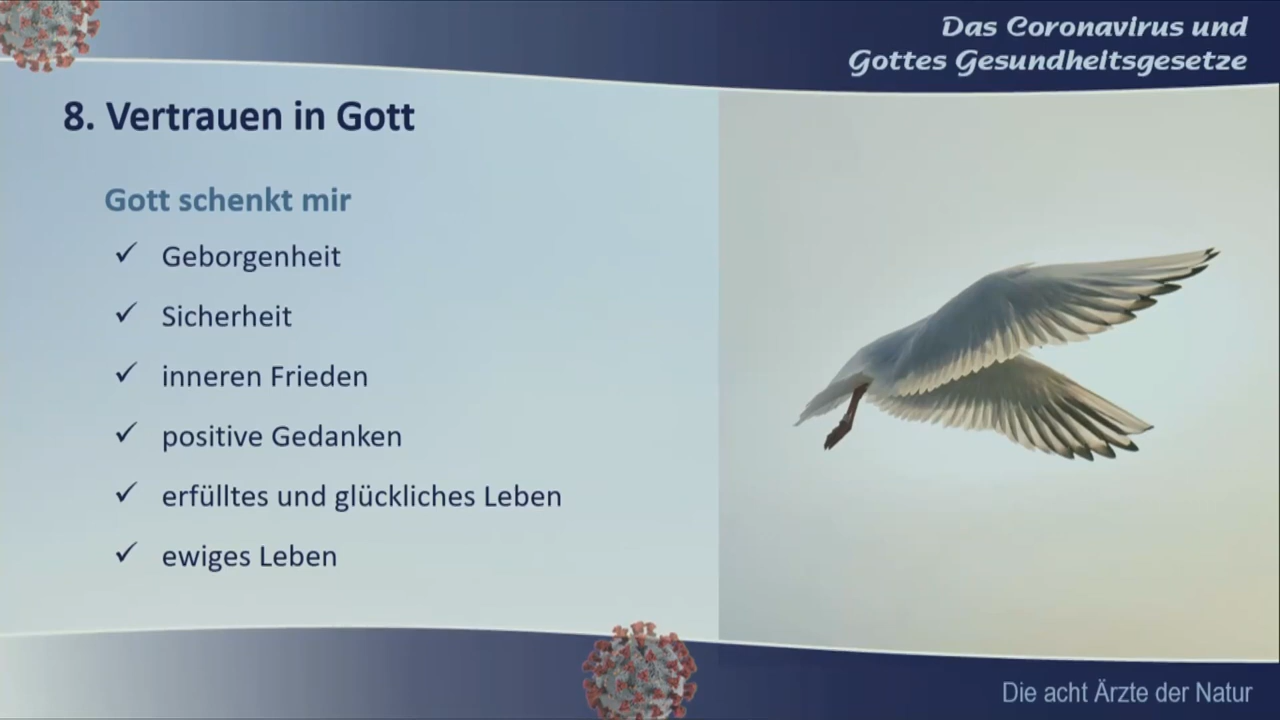 Das Coronavirus und
Gottes Gesundheitsgesetze
8. Vertrauen in Gott
Gott schenkt mir
✓ Geborgenheit
✓ Sicherheit
✓ inneren Frieden
✓ positive Gedanken
✓ erfülltes und glückliches Leben
✓ ewiges Leben
Die acht Ärzte der Natur